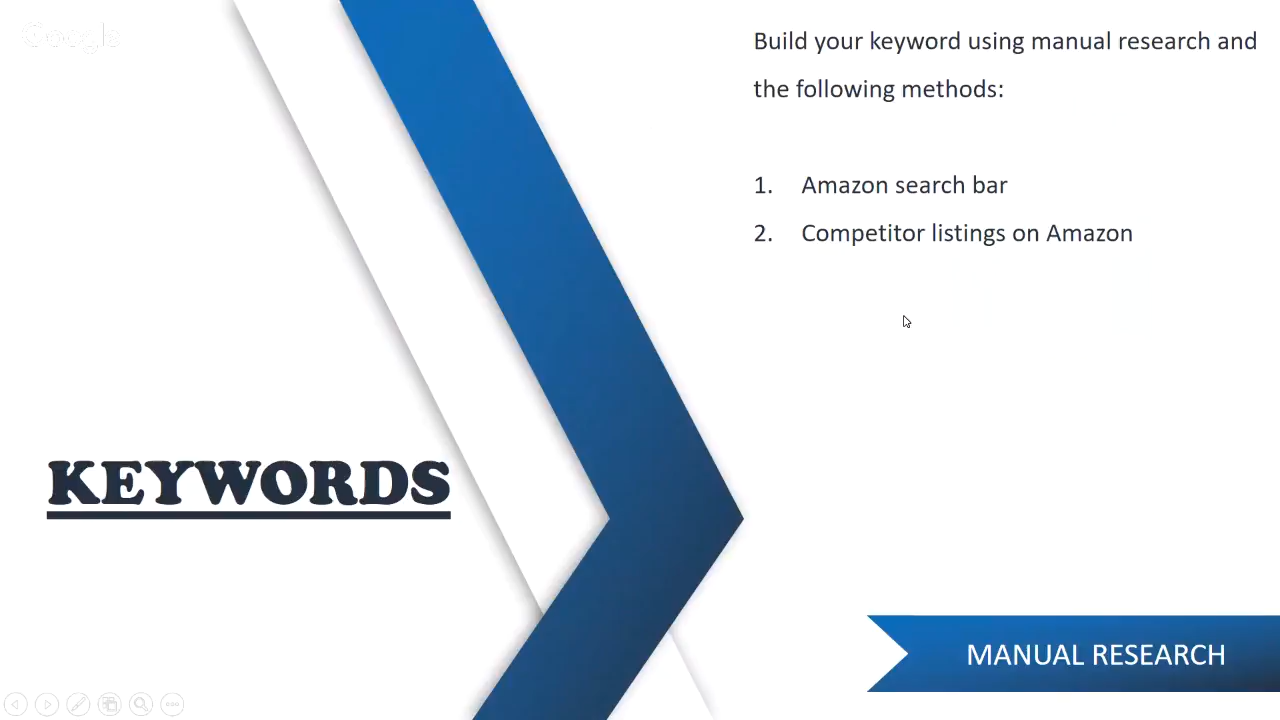 Google
Build your keyword using manual research and
the following methods:
1. Amazon search bar
2. Competitor listings on Amazon
KEYWORDS
MANUAL RESEARCH